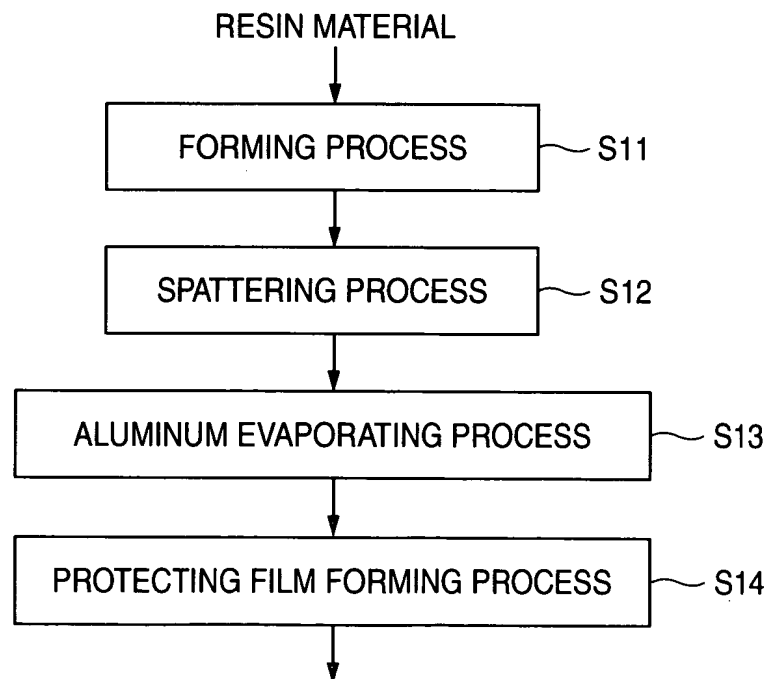 RESIN MATERIAL
FORMING PROCESS
S11
SPATTERING PROCESS
S12
ALUMINUM EVAPORATING PROCESS
S13
PROTECTING FILM FORMING PROCESS
S14